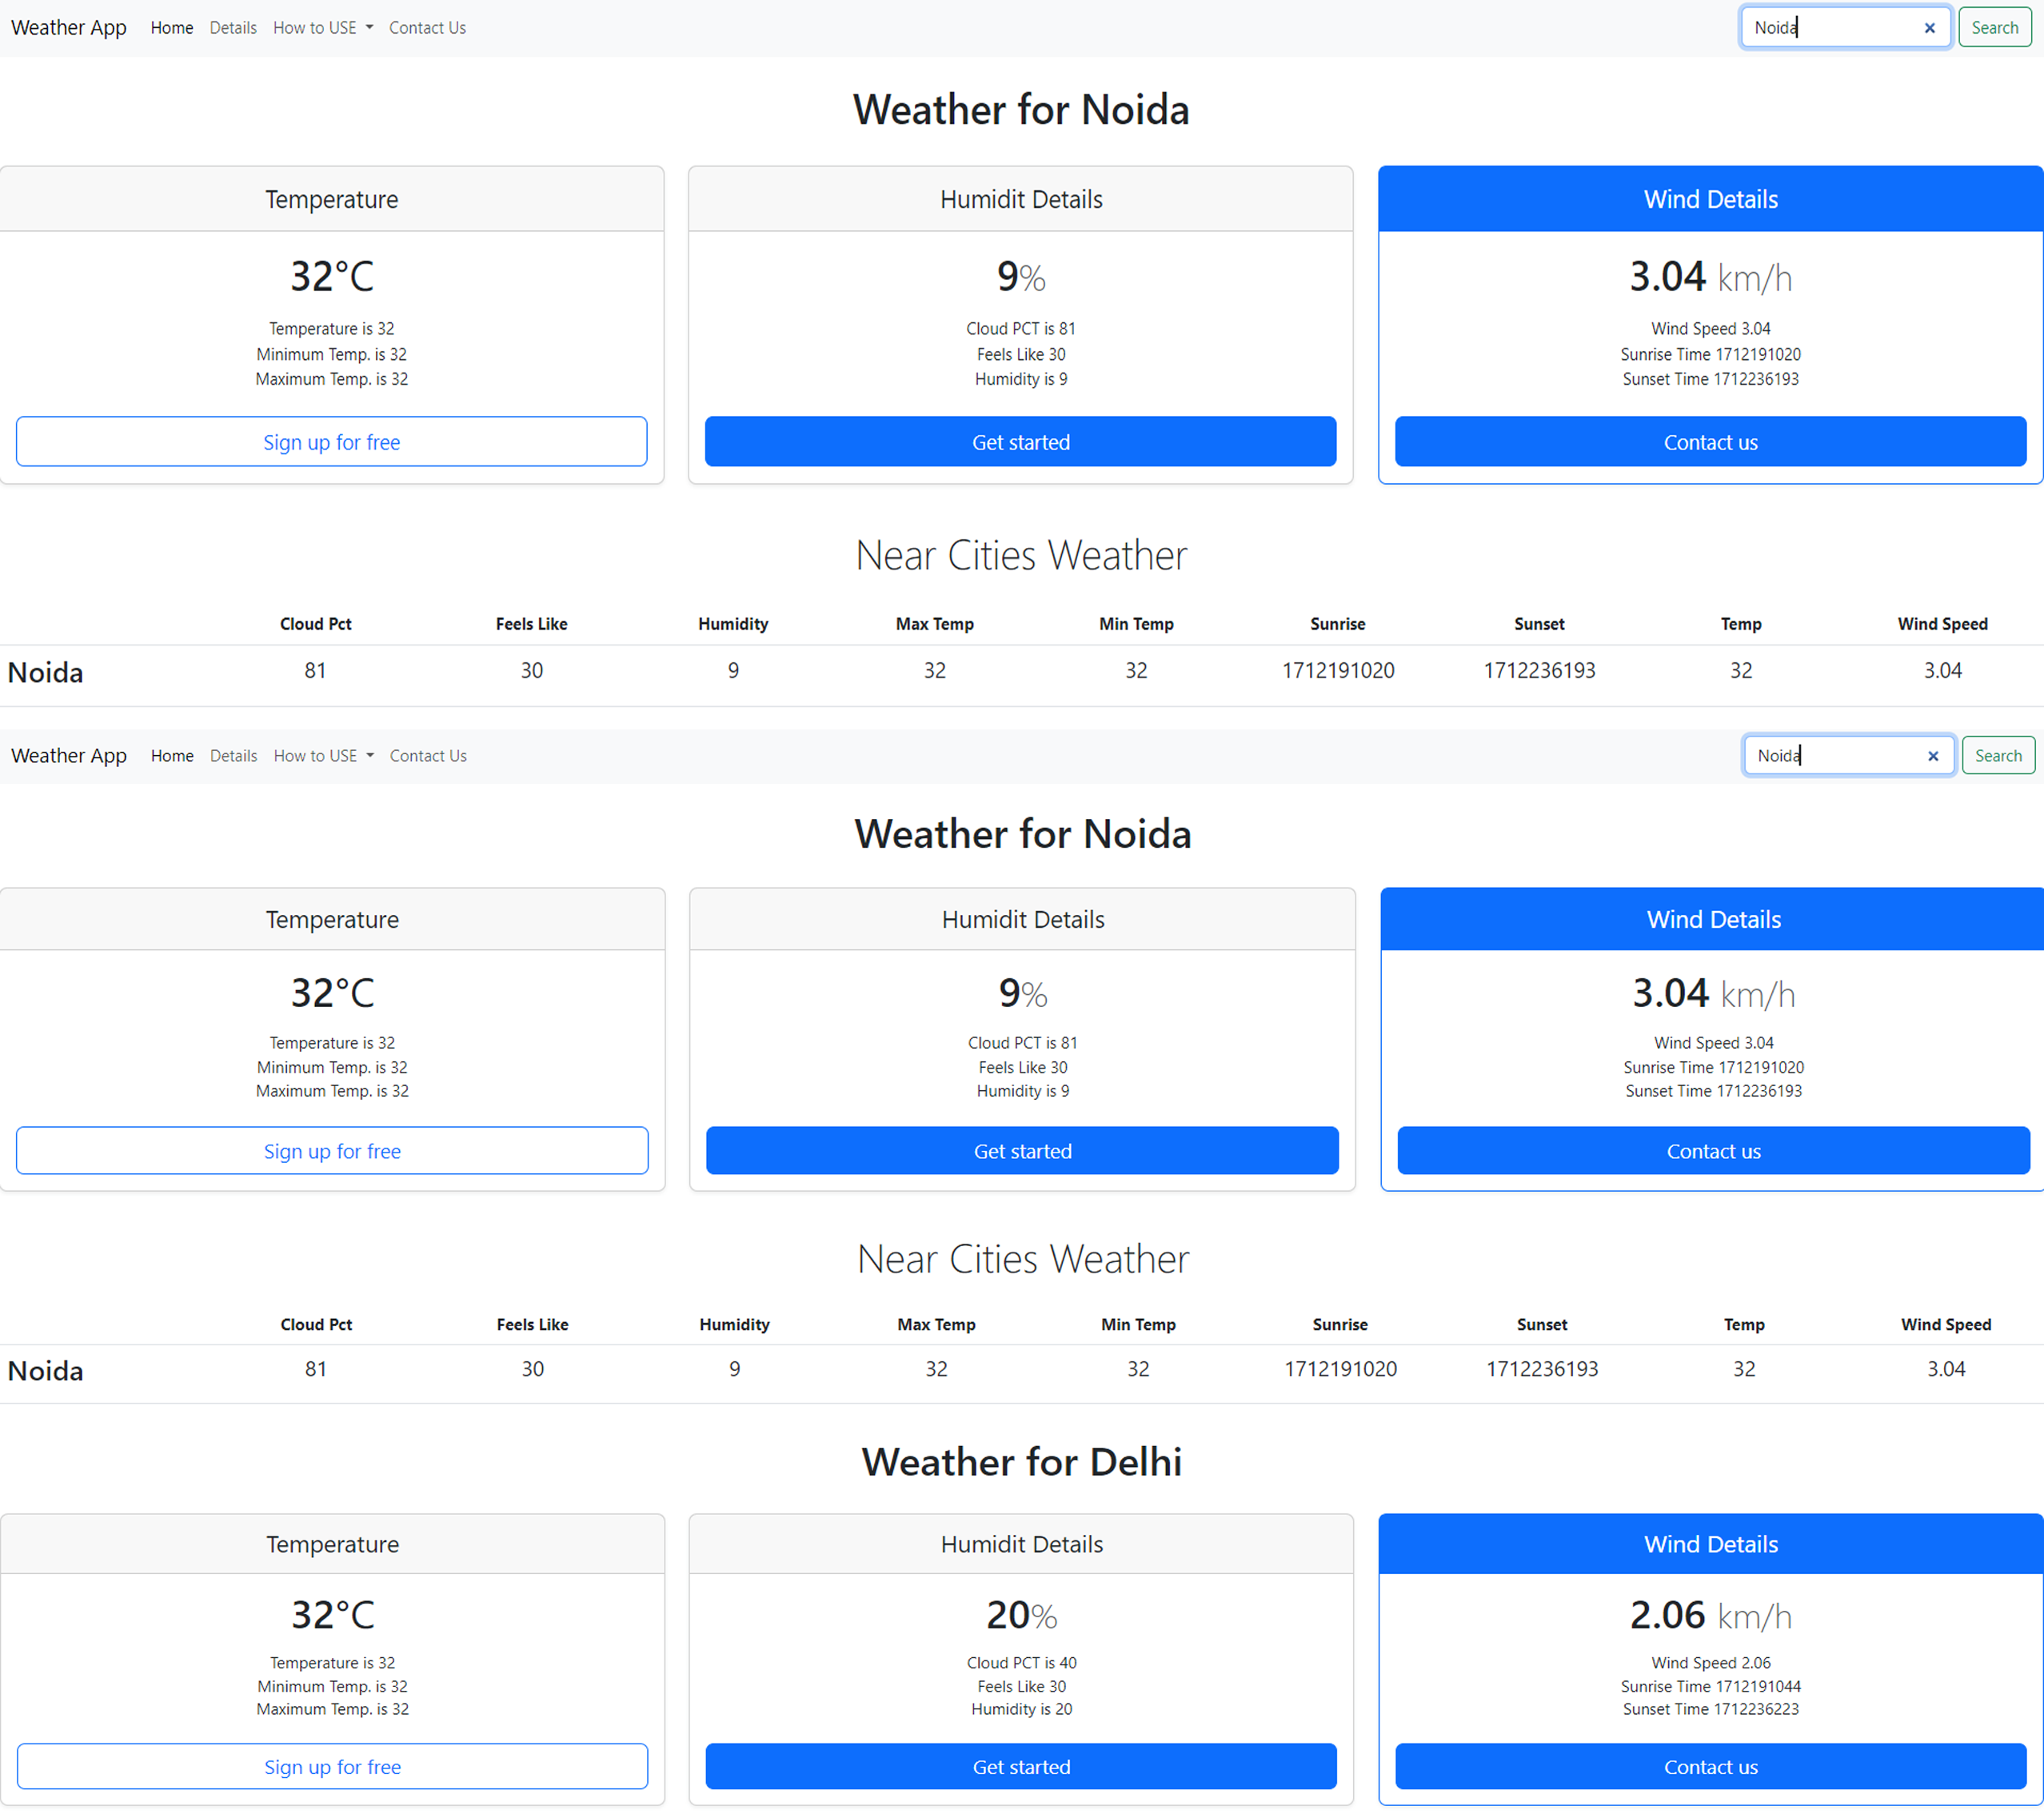 Weather App Home Details How to USE Contact Us Noida × Search
Weather for Noida
Temperature Humidit Details Wind Details
32°C 9% 3.04 km/h
Temperature is 32 Cloud PCT is 81 Wind Speed 3.04
Minimum Temp. is 32 Feels Like 30 Sunrise Time 1712191020
Maximum Temp. is 32 Humidity is 9 Sunset Time 1712236193
Sign up for free Get started Contact us
Near Cities Weather
Cloud Pct Feels Like Humidity Max Temp Min Temp Sunrise Sunset Temp Wind Speed
Noida 81 30 9 32 32 1712191020 1712236193 32 3.04
Weather App Home Details How to USE Contact Us Noida × Search
Weather for Noida
Temperature Humidit Details Wind Details
32°C 9% 3.04 km/h
Temperature is 32 Cloud PCT is 81 Wind Speed 3.04
Minimum Temp. is 32 Feels Like 30 Sunrise Time 1712191020
Maximum Temp. is 32 Humidity is 9 Sunset Time 1712236193
Sign up for free Get started Contact us
Near Cities Weather
Cloud Pct Feels Like Humidity Max Temp Min Temp Sunrise Sunset Temp Wind Speed
Noida 81 30 9 32 32 1712191020 1712236193 32 3.04
Weather for Delhi
Temperature Humidit Details Wind Details
32°C 20% 2.06 km/h
Temperature is 32 Cloud PCT is 40 Wind Speed 2.06
Minimum Temp. is 32 Feels Like 30 Sunrise Time 1712191044
Maximum Temp. is 32 Humidity is 20 Sunset Time 1712236223
Sign up for free Get started Contact us